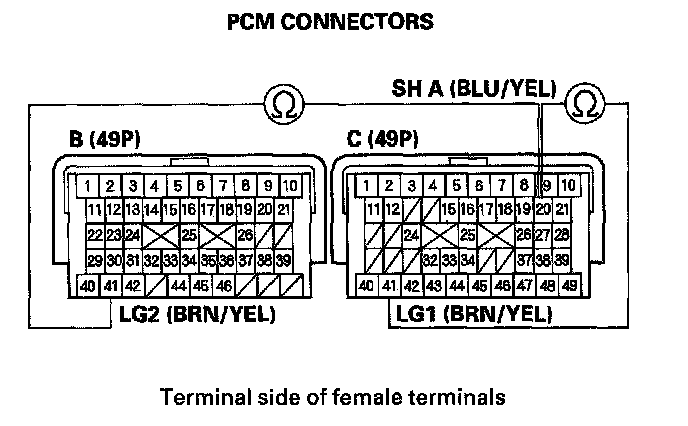 PCM CONNECTORS
SH A (BLU/YEL)
Ω Ω
B (49P) C (49P)
1 2 3 4 5 6 7 8 9 10
11 12 13 14 15 16 17 18 19 20 21
22 23 24 25 26
29 30 31 32 33 34 35 36 37 38 39
40 41 42 44 45 46
1 2 3 4 5 6 7 8 9 10
11 12 15 16 17 18 19 20 21
24 25 26 27 28
32 33 34 37 38 39
40 41 42 43 44 45 46 47 48 49
LG2 (BRN/YEL) LG1 (BRN/YEL)
Terminal side of female terminals